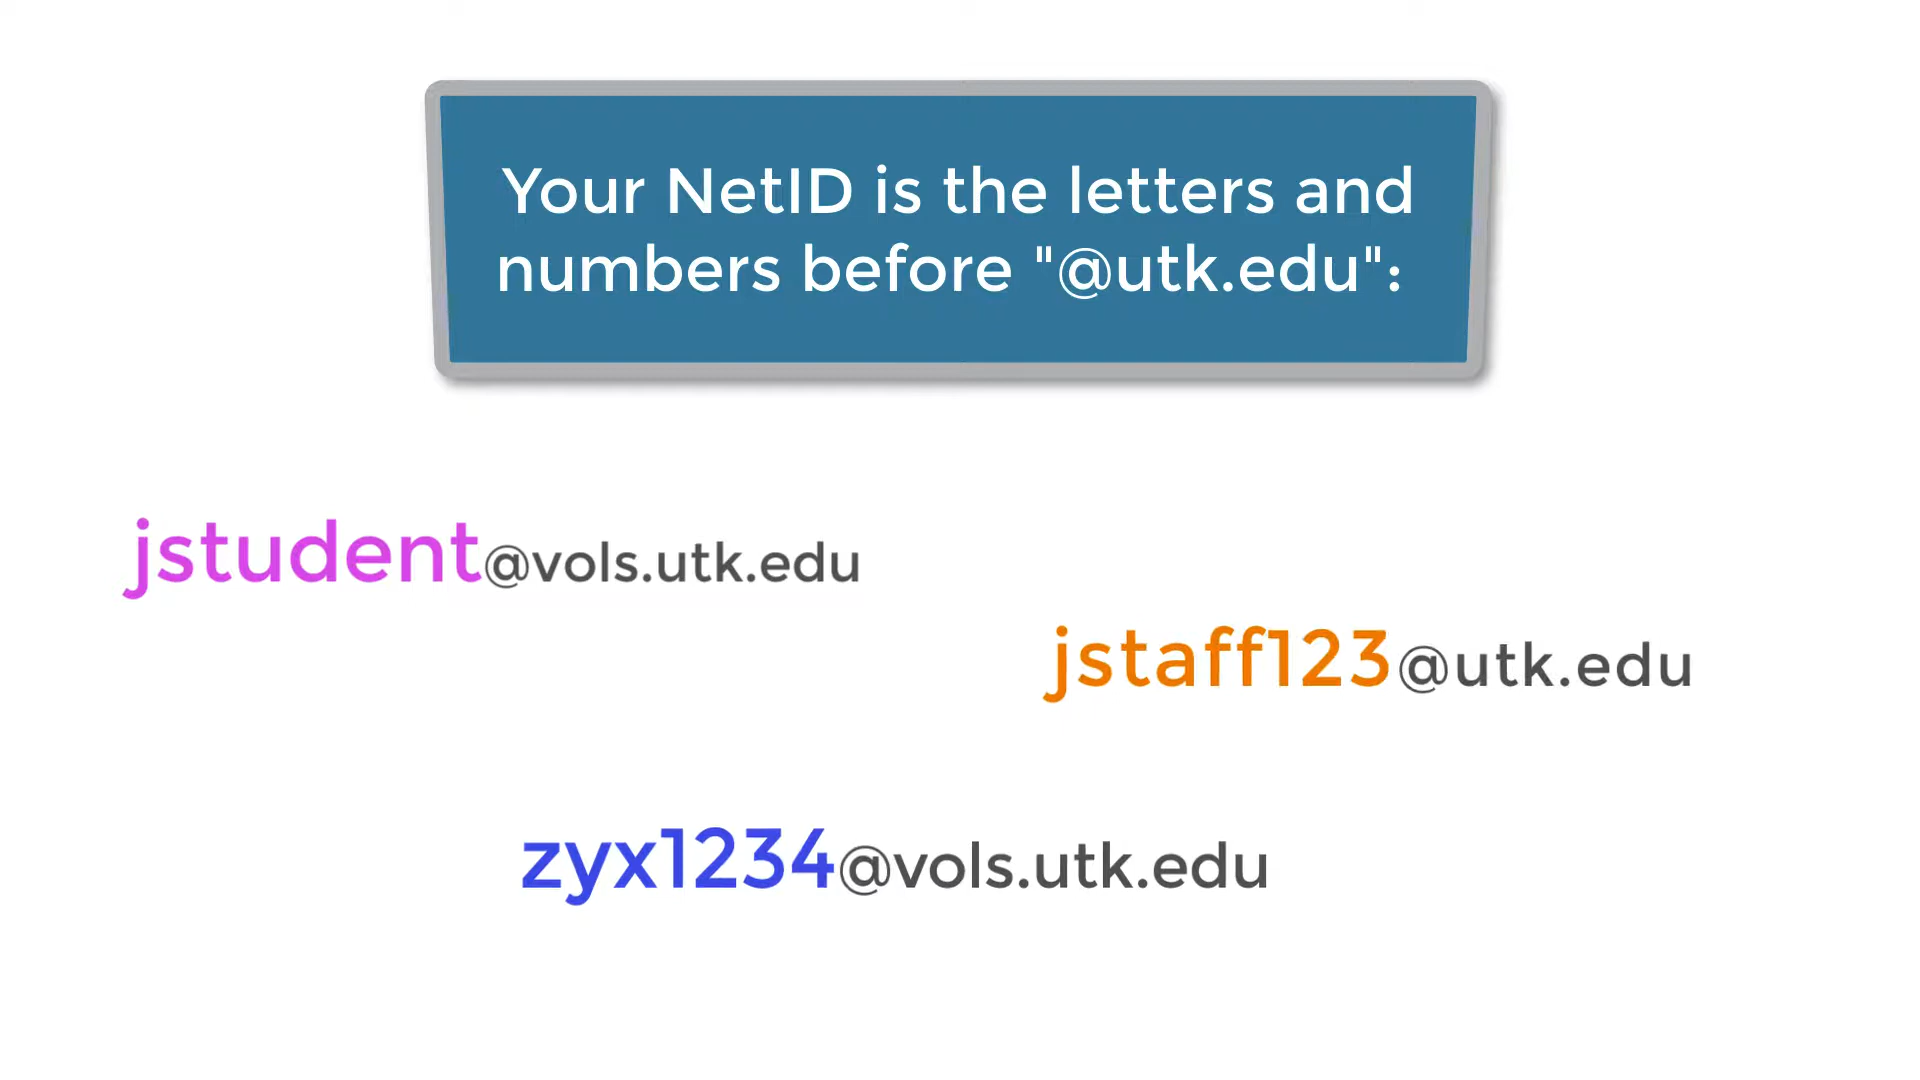 Your NetID is the letters and
numbers before "@utk.edu":
jstudent@vols.utk.edu
jstaff123@utk.edu
zyx1234@vols.utk.edu